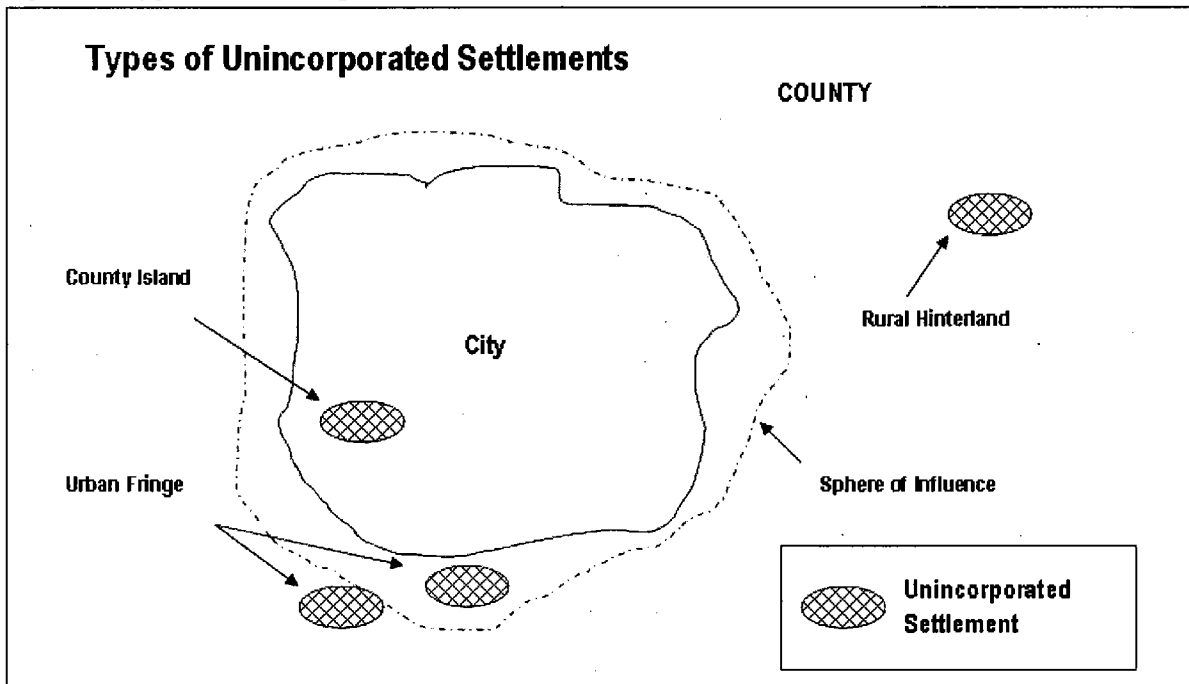 Types of Unincorporated Settlements
COUNTY
County Island
City
Rural Hinterland
Urban Fringe
Sphere of Influence
Unincorporated
Settlement